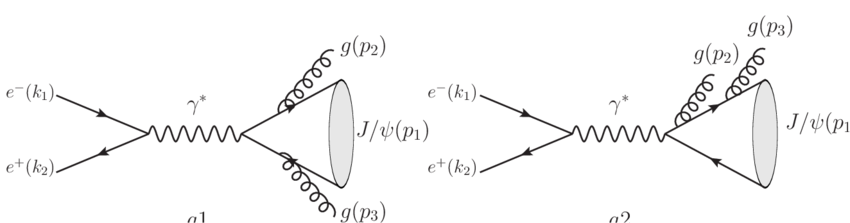 g(p₂)
e⁻(k₁)
γ*
J/ψ(p₁)
e⁺(k₂)
g(p₃)
g(p₃)
g(p₂)
e⁻(k₁)
γ*
J/ψ(p₁
e⁺(k₂)